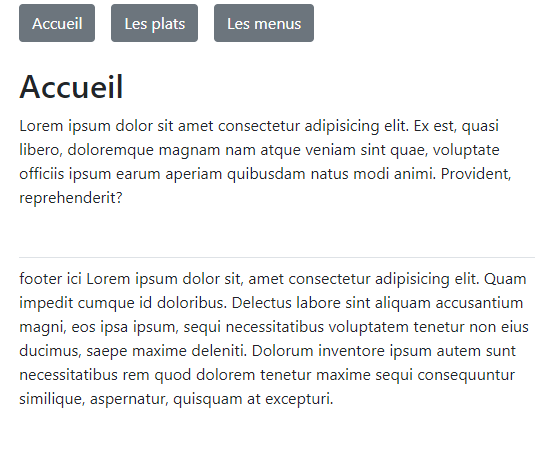 Accueil Les plats Les menus
Accueil
Lorem ipsum dolor sit amet consectetur adipisicing elit. Ex est, quasi
libero, doloremque magnam nam atque veniam sint quae, voluptate
officiis ipsum earum aperiam quibusdam natus modi animi. Provident,
reprehenderit?
footer ici Lorem ipsum dolor sit, amet consectetur adipisicing elit. Quam
impedit cumque id doloribus. Delectus labore sint aliquam accusantium
magni, eos ipsa ipsum, sequi necessitatibus voluptatem tenetur non eius
ducimus, saepe maxime deleniti. Dolorum inventore ipsum autem sunt
necessitatibus rem quod dolorem tenetur maxime sequi consequuntur
similique, aspernatur, quisquam at excepturi.